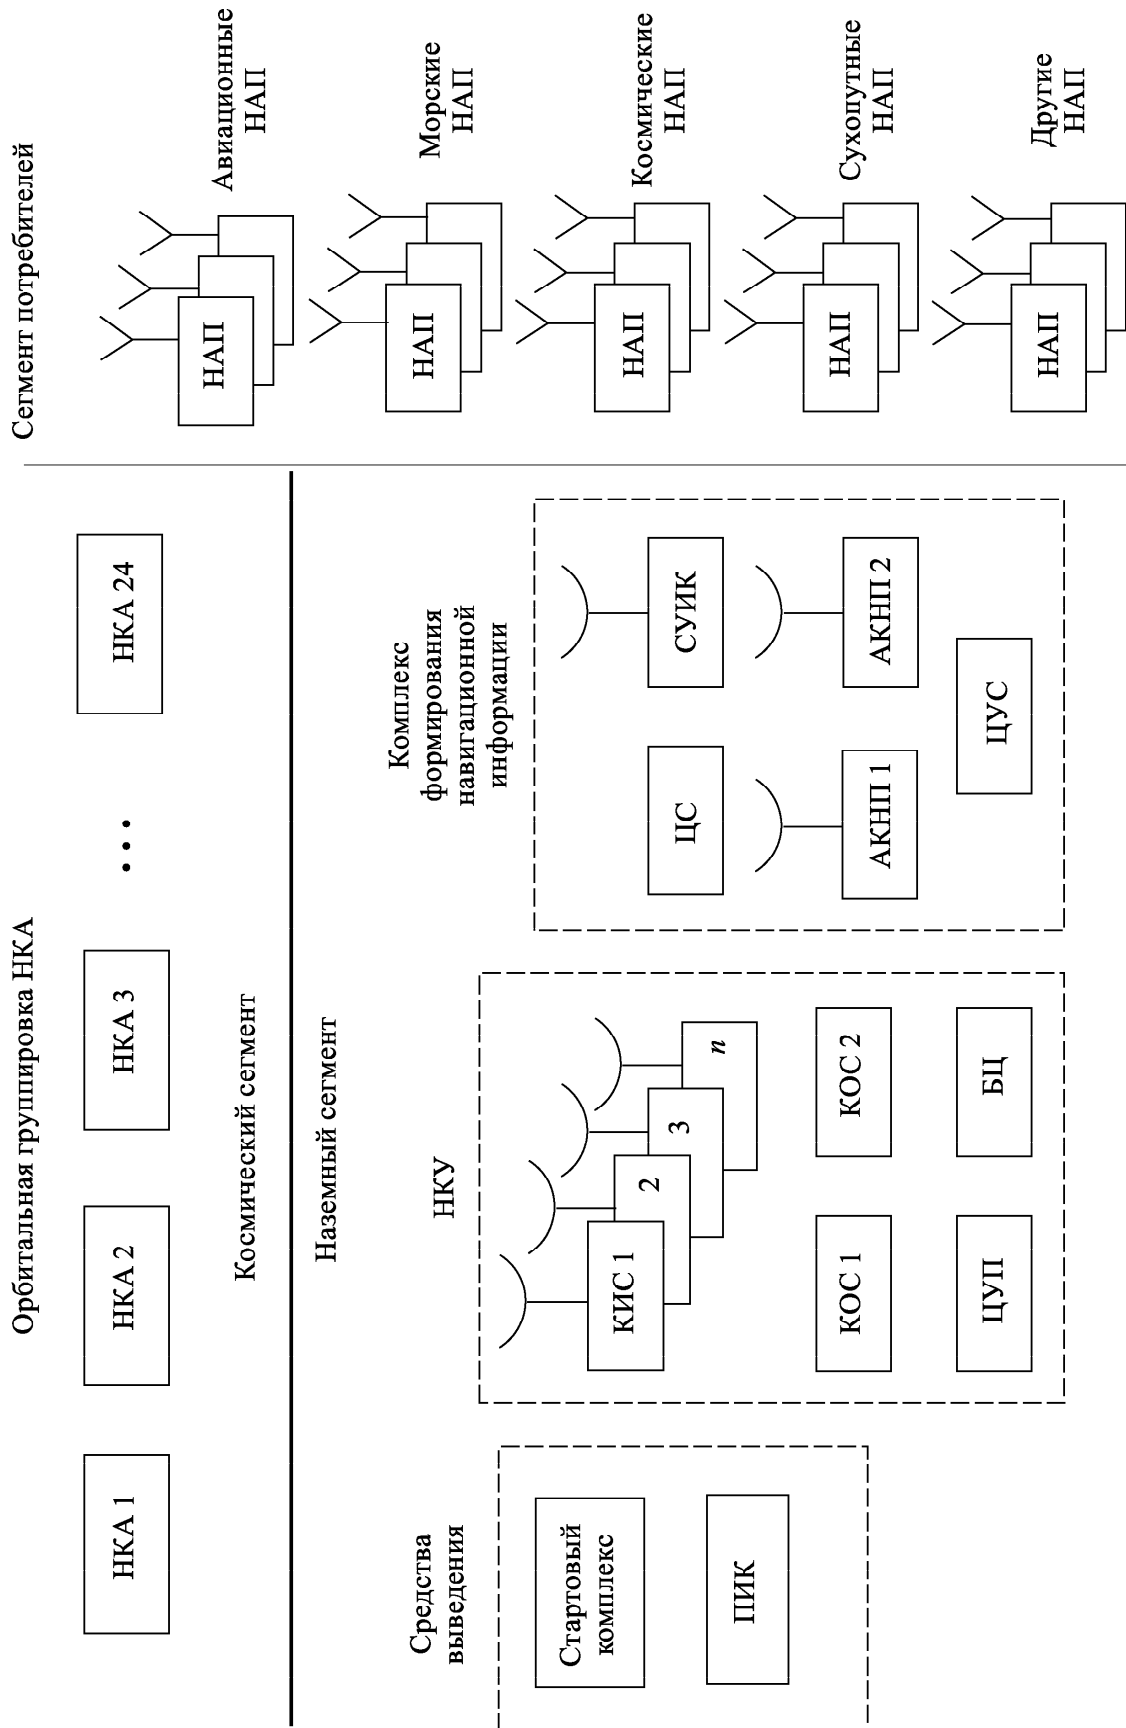 Орбитальная группировка НКА
НКА 1
НКА 2
НКА 3
...
НКА 24
Космический сегмент
Наземный сегмент
Средства
выведения
Стартовый
комплекс
ПИК
НКУ
КИС 1
2
3
n
КОС 1
КОС 2
ЦУП
БЦ
Комплекс
формирования
навигационной
информации
ЦС
СУИК
АКНП 1
АКНП 2
ЦУС
Сегмент потребителей
НАП
Авиационные
НАП
НАП
Морские
НАП
НАП
Космические
НАП
НАП
Сухопутные
НАП
НАП
Другие
НАП